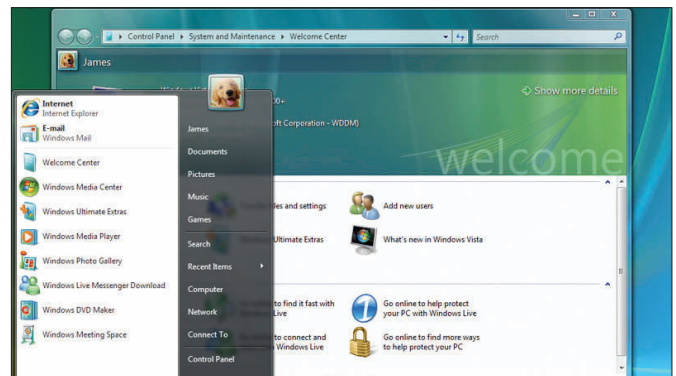 Control Panel ▸ System and Maintenance ▸ Welcome Center
Search
James
Show more details
00+
oft Corporation - WDDM)
welcome
Internet
Internet Explorer
E-mail
Windows Mail
Welcome Center
Windows Media Center
Windows Ultimate Extras
Windows Media Player
Windows Photo Gallery
Windows Live Messenger Download
Windows DVD Maker
Windows Meeting Space
James
Documents
Pictures
Music
Games
Search
Recent Items
Computer
Network
Connect To
Control Panel
files and settings
Add new users
Ultimate Extras
What's new in Windows Vista
to find it fast with
Live
Go online to help protect
your PC with Windows Live
to connect and
Windows Live
Go online to find more ways
to help protect your PC